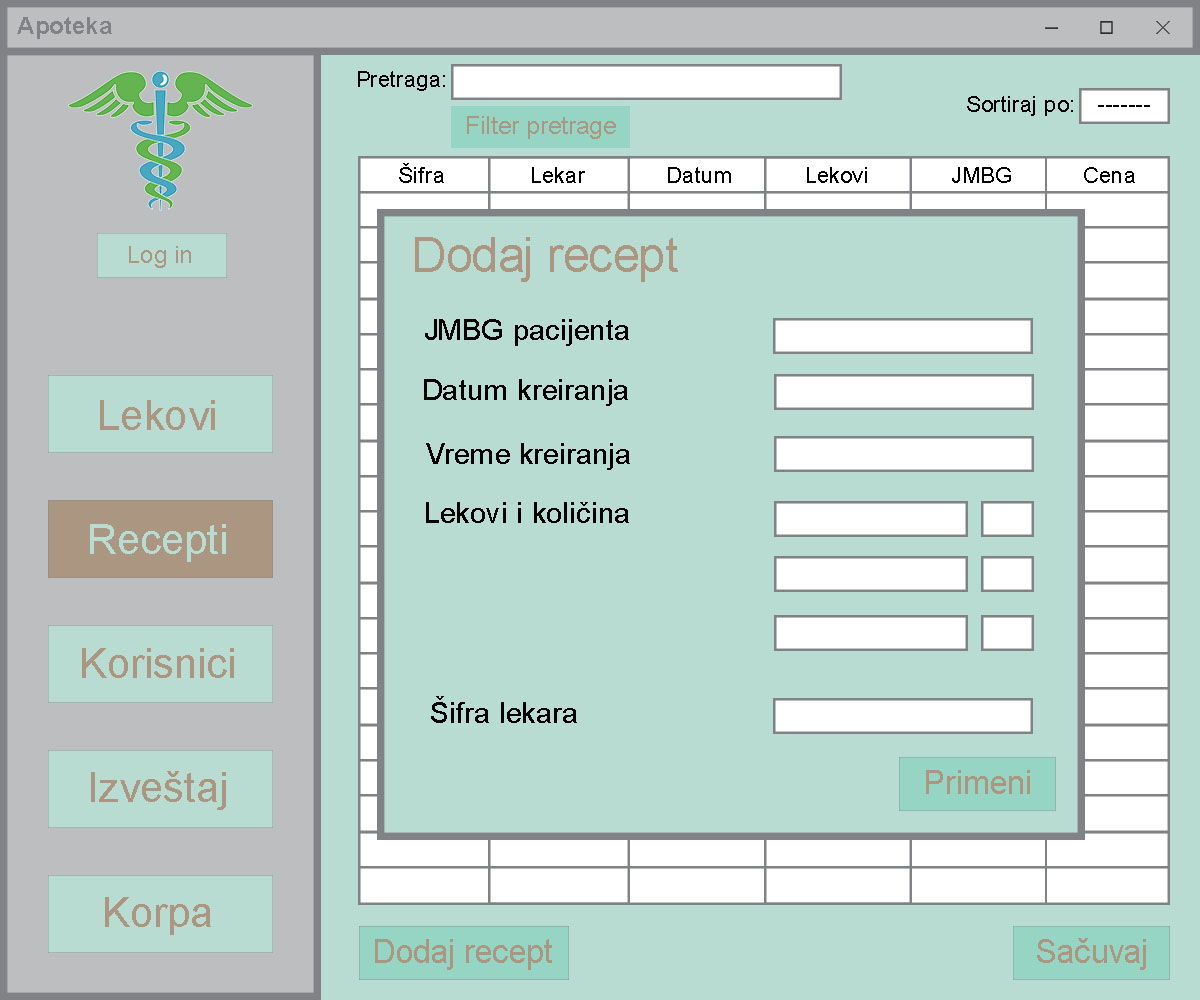 Apoteka
Pretraga:
Sortiraj po: -------
Filter pretrage
Šifra Lekar Datum Lekovi JMBG Cena
Log in
Lekovi
Recepti
Korisnici
Izveštaj
Korpa
Dodaj recept
JMBG pacijenta
Datum kreiranja
Vreme kreiranja
Lekovi i količina
Šifra lekara
Primeni
Dodaj recept
Sačuvaj